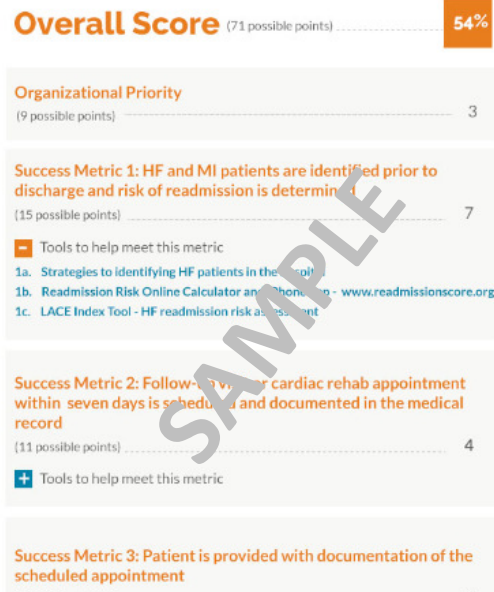 Overall Score (71 possible points) 54%
Organizational Priority
(9 possible points) 3
Success Metric 1: HF and MI patients are identified prior to
discharge and risk of readmission is determined
(15 possible points) 7
Tools to help meet this metric
1a. Strategies to identifying HF patients in the hospital
1b. Readmission Risk Online Calculator and Phone App - www.readmissionscore.org
1c. LACE Index Tool - HF readmission risk assessment
SAMPLE
Success Metric 2: Follow-up visit or cardiac rehab appointment
within seven days is scheduled and documented in the medical
record
(11 possible points) 4
Tools to help meet this metric
Success Metric 3: Patient is provided with documentation of the
scheduled appointment